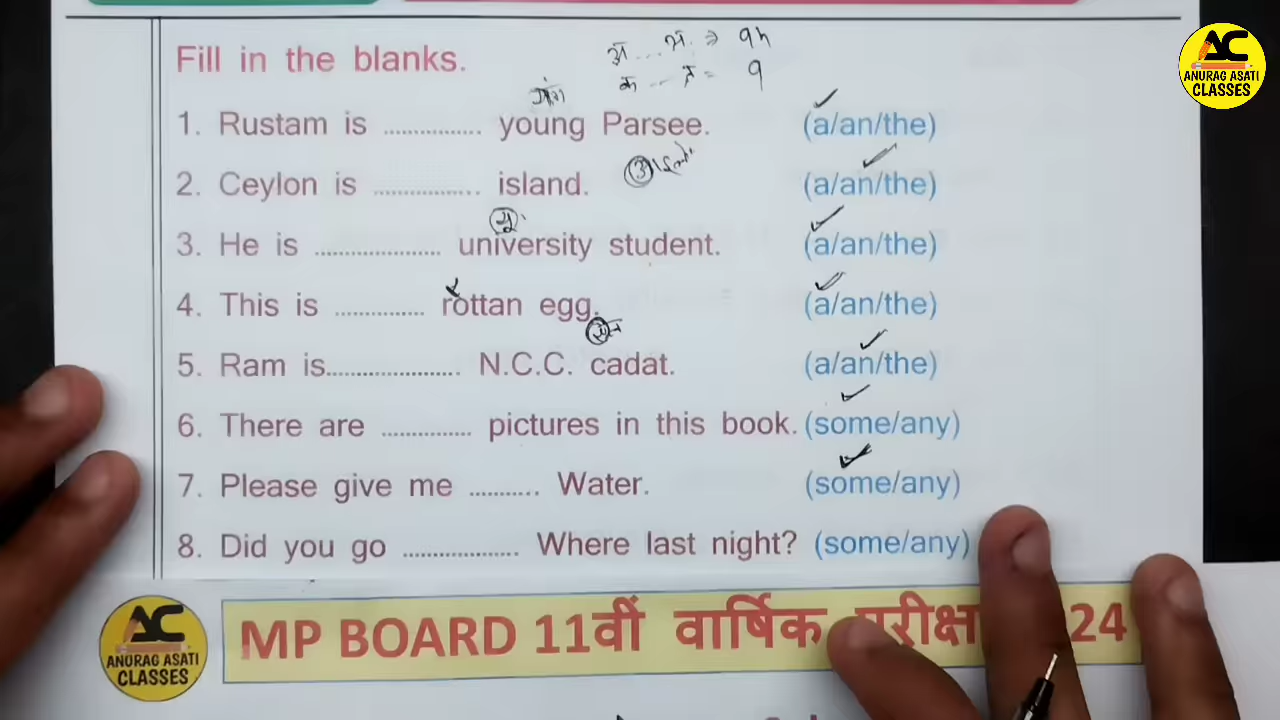 AC
ANURAG ASATI
CLASSES
Fill in the blanks.
अ ... अः ⇒ an
क ... = a
1. Rustam is ............... young Parsee. (a/an/the)
2. Ceylon is ................ island. (a/an/the)
यू
3. He is .................... university student. (a/an/the)
4. This is .............. rottan egg. (a/an/the)
5. Ram is..................... N.C.C. cadat. (a/an/the)
6. There are .............. pictures in this book. (some/any)
7. Please give me ........... Water. (some/any)
8. Did you go .................. Where last night? (some/any)
AC
ANURAG ASATI
CLASSES
MP BOARD 11वीं वार्षिक 24